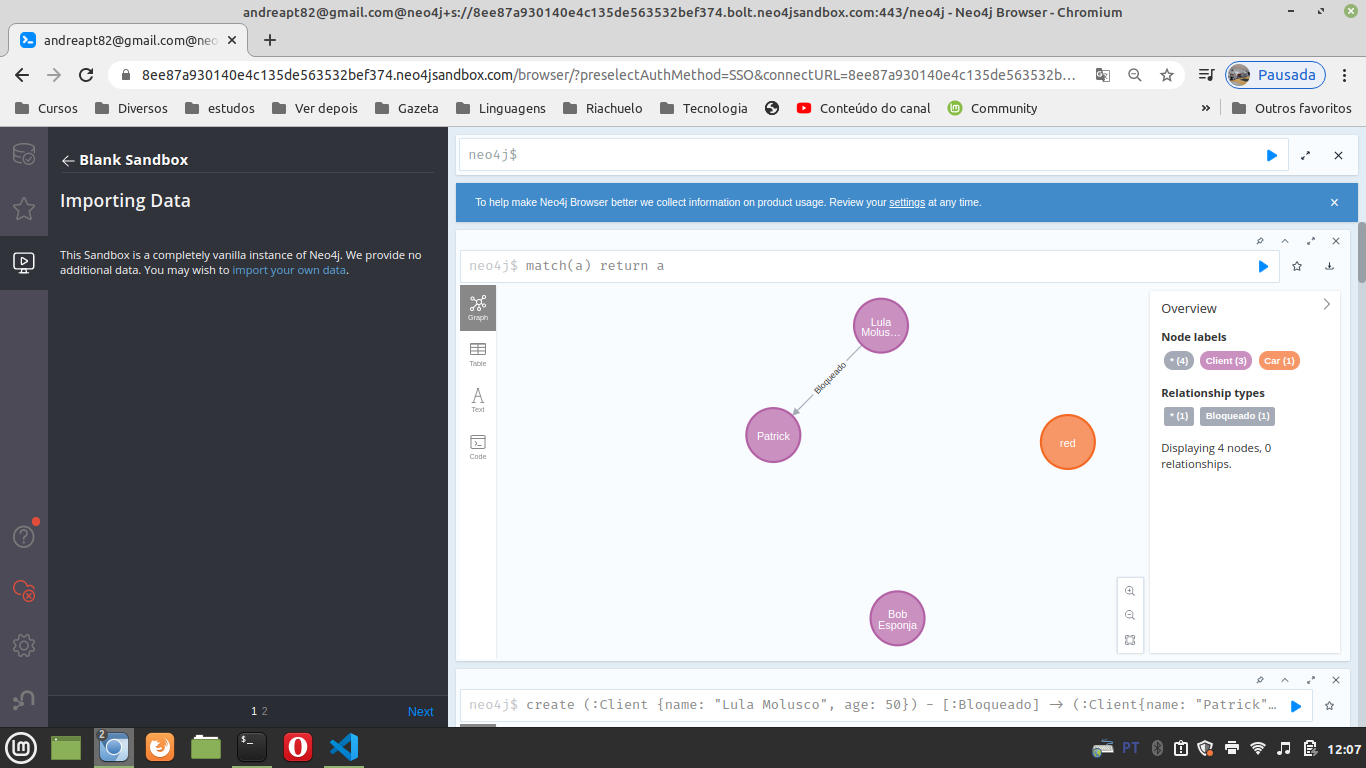 andreapt82@gmail.com@neo4j+s://8ee87a930140e4c135de563532bef374.bolt.neo4jsandbox.com:443/neo4j - Neo4j Browser - Chromium
andreapt82@gmail.com@neo
8ee87a930140e4c135de563532bef374.neo4jsandbox.com/browser/?preselectAuthMethod=SSO&connectURL=8ee87a930140e4c135de563532b...
Pausada
Cursos
Diversos
estudos
Ver depois
Gazeta
Linguagens
Riachuelo
Tecnologia
Conteúdo do canal
Community
»
Outros favoritos
Blank Sandbox
Importing Data
This Sandbox is a completely vanilla instance of Neo4j. We provide no
additional data. You may wish to import your own data.
1 2
Next
neo4j$
To help make Neo4j Browser better we collect information on product usage. Review your settings at any time.
neo4j$ match(a) return a
Graph
Table
Text
Code
Lula
Molus...
Bloqueado
Patrick
red
Bob
Esponja
Overview
Node labels
* (4)
Client (3)
Car (1)
Relationship types
* (1)
Bloqueado (1)
Displaying 4 nodes, 0
relationships.
neo4j$ create (:Client {name: "Lula Molusco", age: 50}) - [:Bloqueado] -> (:Client{name: "Patrick"...
2
PT
12:07